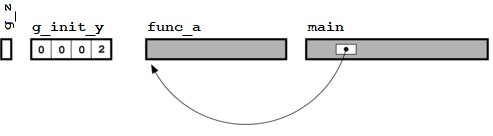 g_z
g_init_y
func_a
main
0 0 0 2